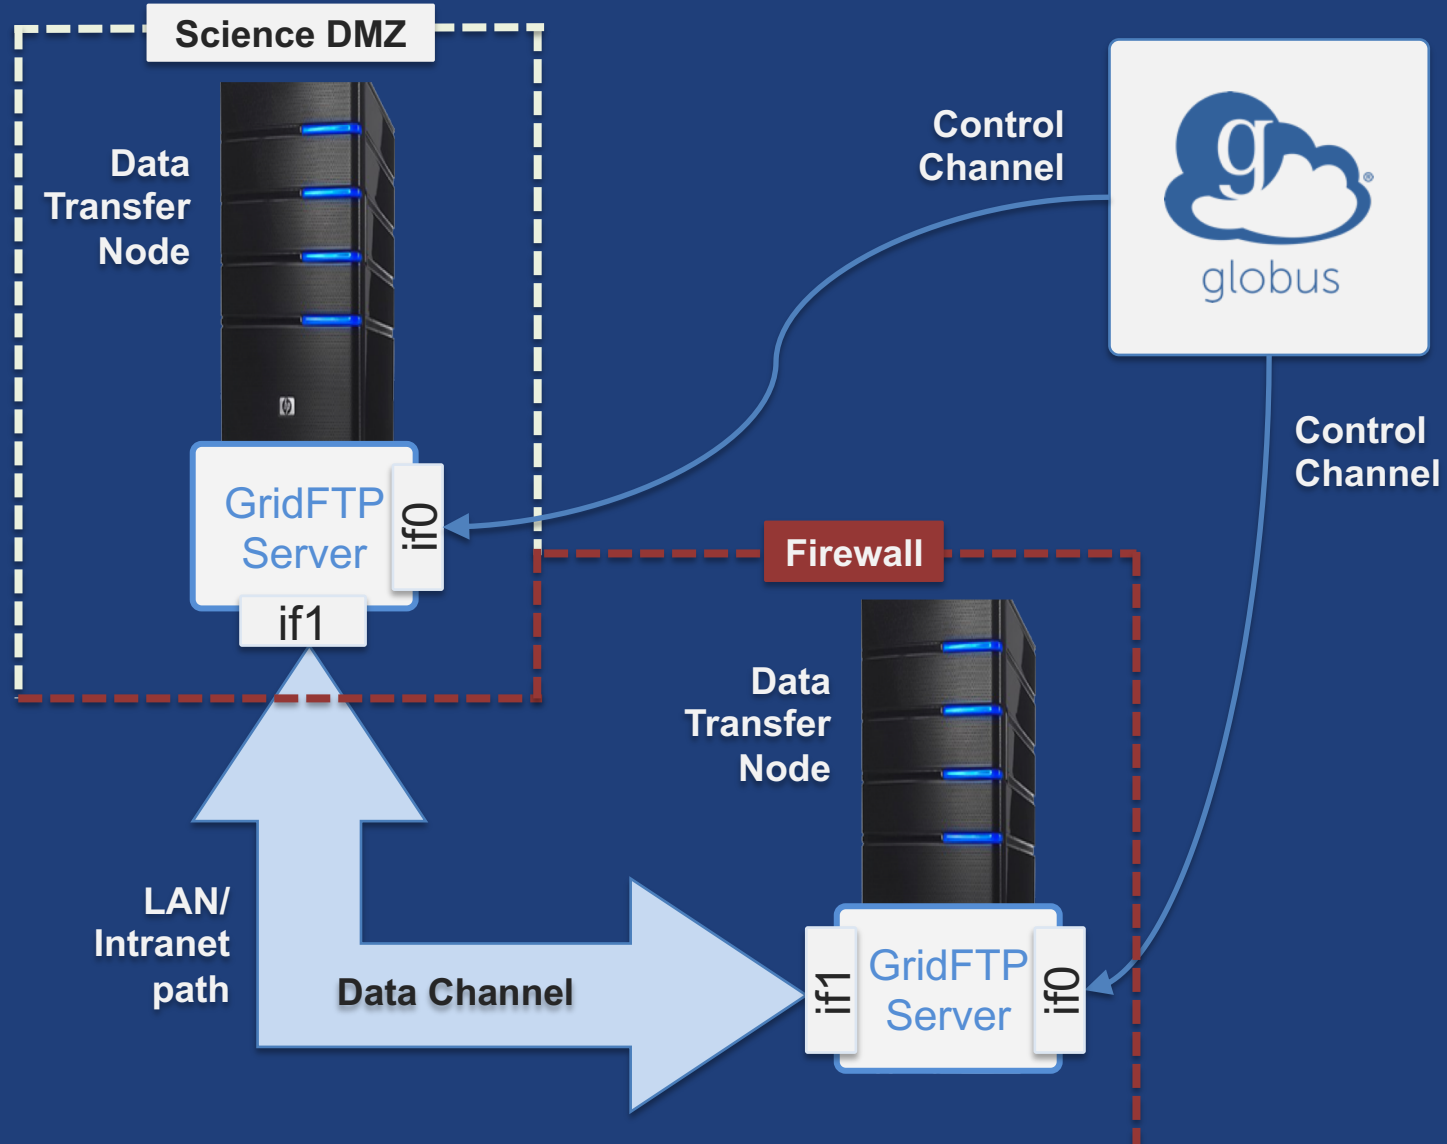 Science DMZ
Data
Transfer
Node
GridFTP
Server
if0
if1
Control
Channel
g
®
globus
Control
Channel
Firewall
Data
Transfer
Node
LAN/
Intranet
path
Data Channel
if1
GridFTP
Server
if0
hp